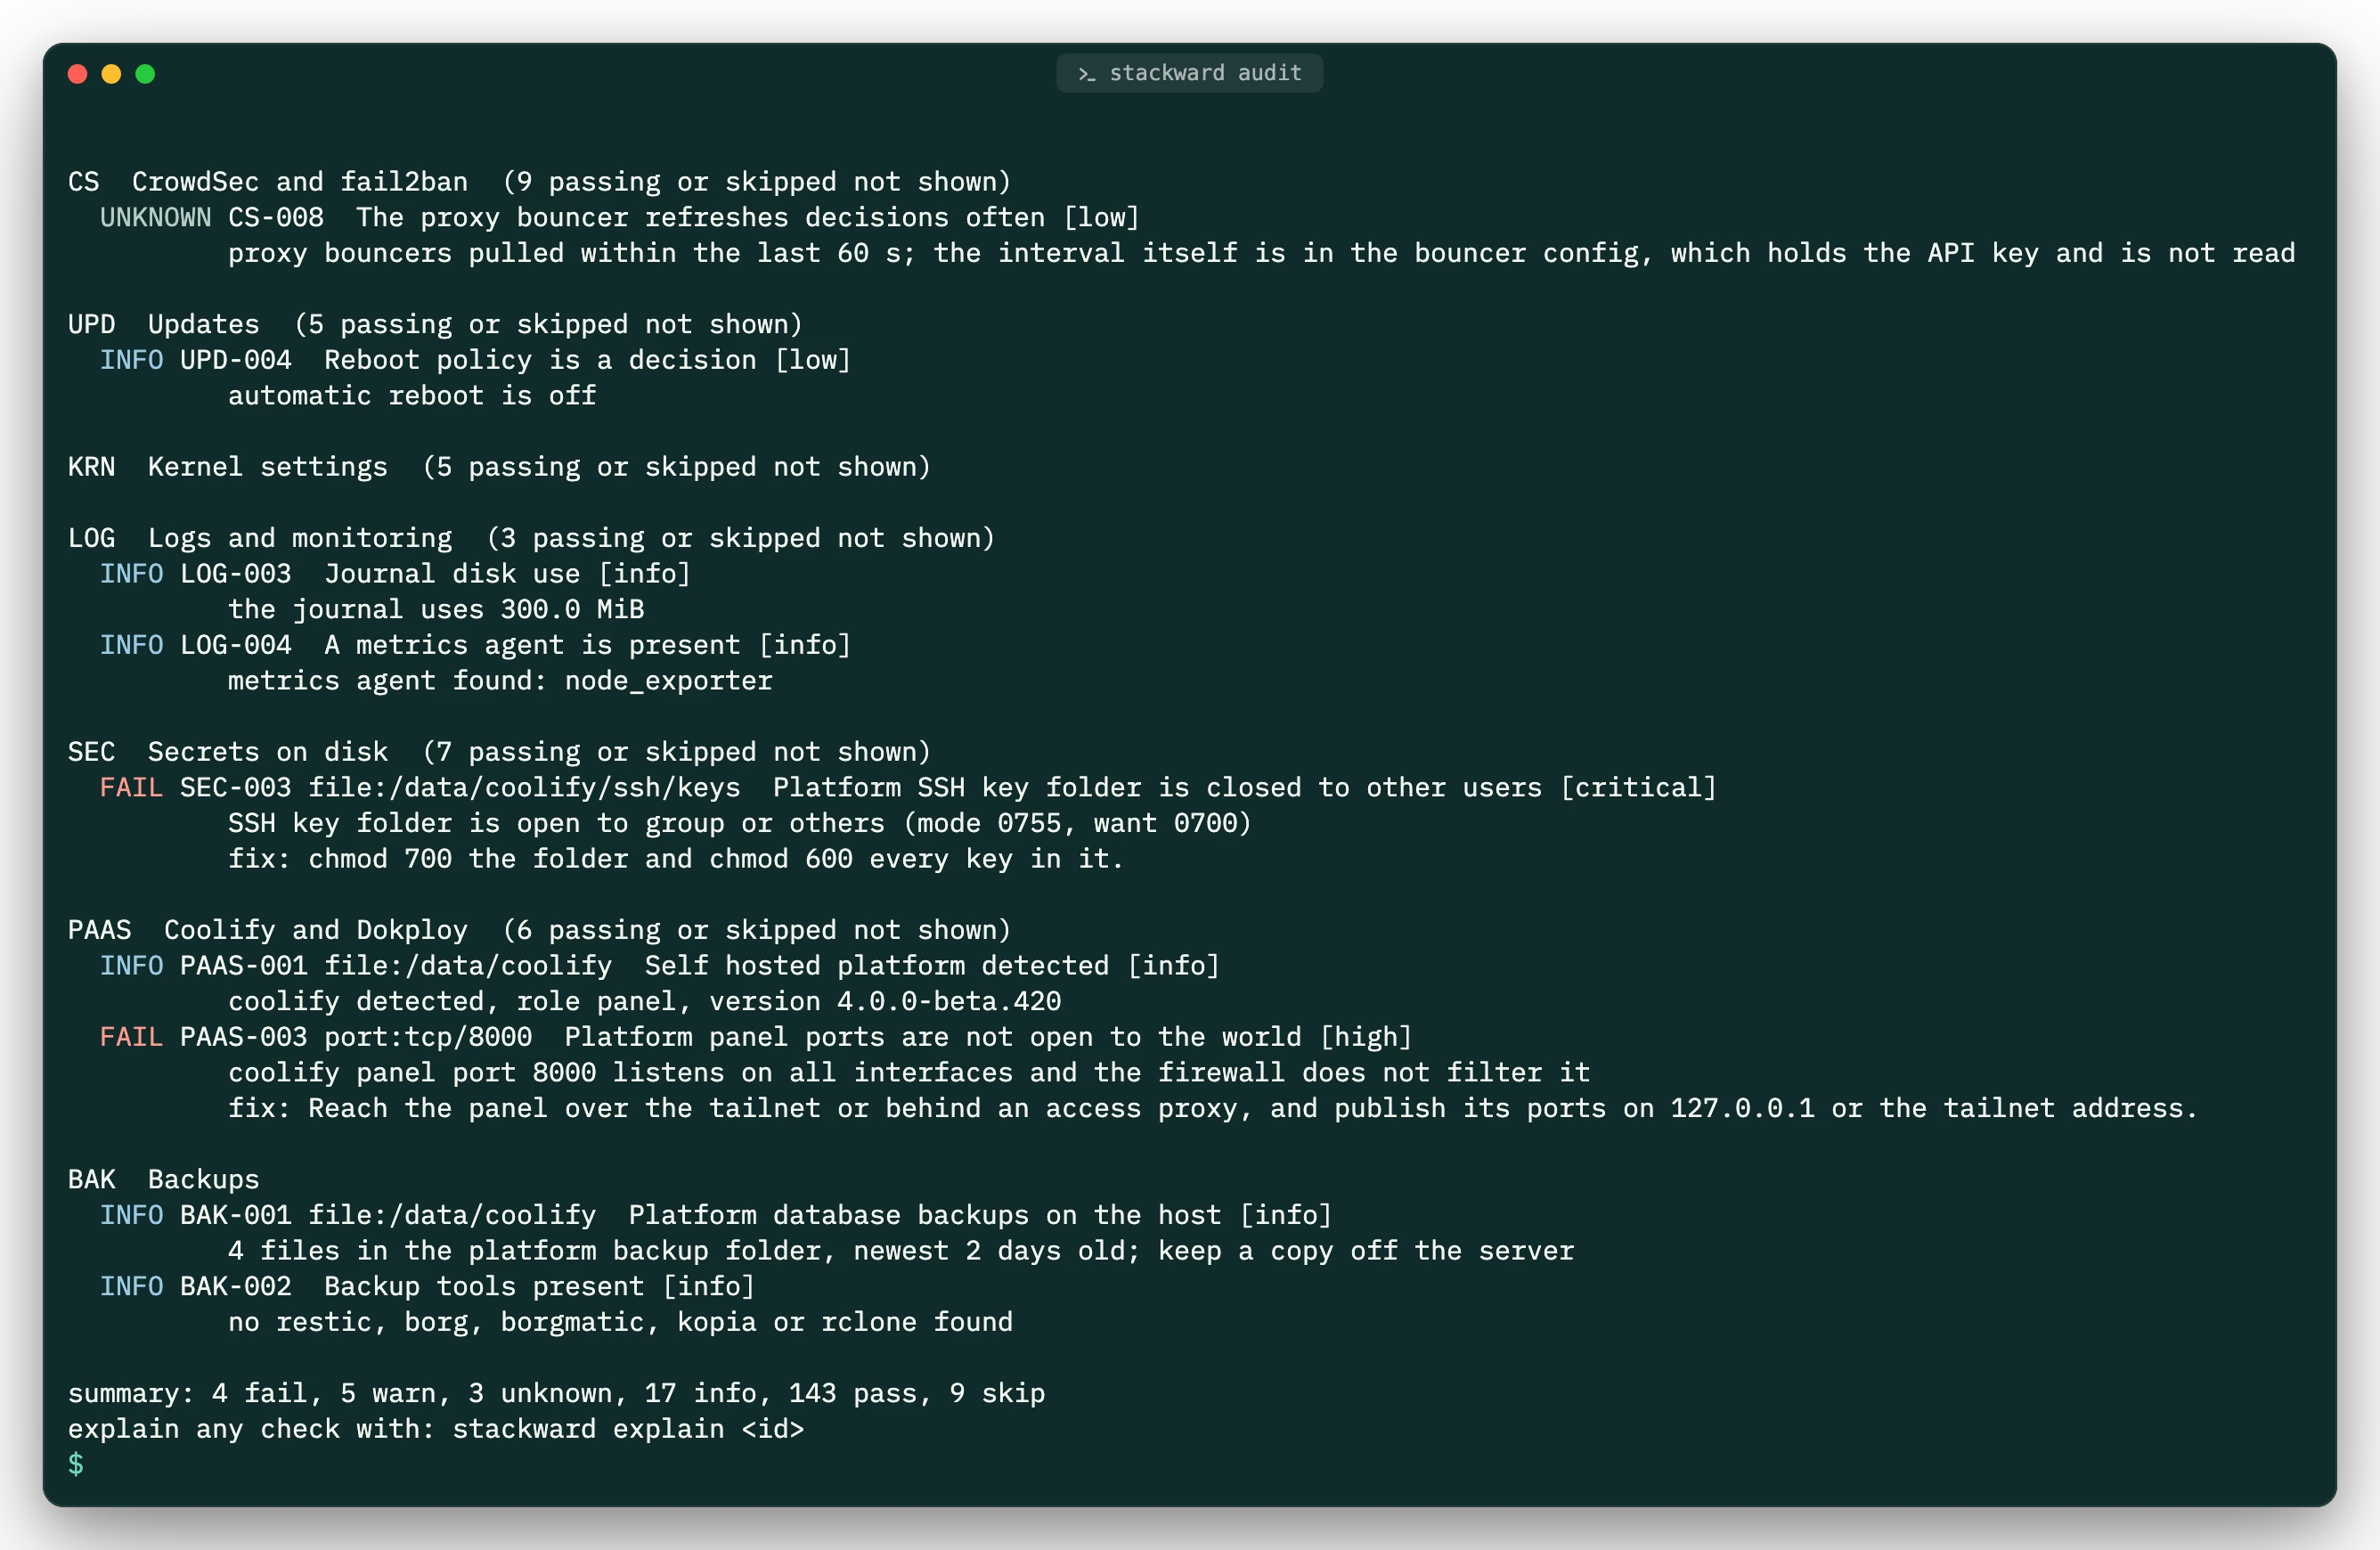 >_ stackward audit
CS  CrowdSec and fail2ban  (9 passing or skipped not shown)
  UNKNOWN CS-008  The proxy bouncer refreshes decisions often [low]
          proxy bouncers pulled within the last 60 s; the interval itself is in the bouncer config, which holds the API key and is not read
UPD  Updates  (5 passing or skipped not shown)
  INFO UPD-004  Reboot policy is a decision [low]
          automatic reboot is off
KRN  Kernel settings  (5 passing or skipped not shown)
LOG  Logs and monitoring  (3 passing or skipped not shown)
  INFO LOG-003  Journal disk use [info]
          the journal uses 300.0 MiB
  INFO LOG-004  A metrics agent is present [info]
          metrics agent found: node_exporter
SEC  Secrets on disk  (7 passing or skipped not shown)
  FAIL SEC-003 file:/data/coolify/ssh/keys  Platform SSH key folder is closed to other users [critical]
          SSH key folder is open to group or others (mode 0755, want 0700)
          fix: chmod 700 the folder and chmod 600 every key in it.
PAAS  Coolify and Dokploy  (6 passing or skipped not shown)
  INFO PAAS-001 file:/data/coolify  Self hosted platform detected [info]
          coolify detected, role panel, version 4.0.0-beta.420
  FAIL PAAS-003 port:tcp/8000  Platform panel ports are not open to the world [high]
          coolify panel port 8000 listens on all interfaces and the firewall does not filter it
          fix: Reach the panel over the tailnet or behind an access proxy, and publish its ports on 127.0.0.1 or the tailnet address.
BAK  Backups
  INFO BAK-001 file:/data/coolify  Platform database backups on the host [info]
          4 files in the platform backup folder, newest 2 days old; keep a copy off the server
  INFO BAK-002  Backup tools present [info]
          no restic, borg, borgmatic, kopia or rclone found
summary: 4 fail, 5 warn, 3 unknown, 17 info, 143 pass, 9 skip
explain any check with: stackward explain <id>
$